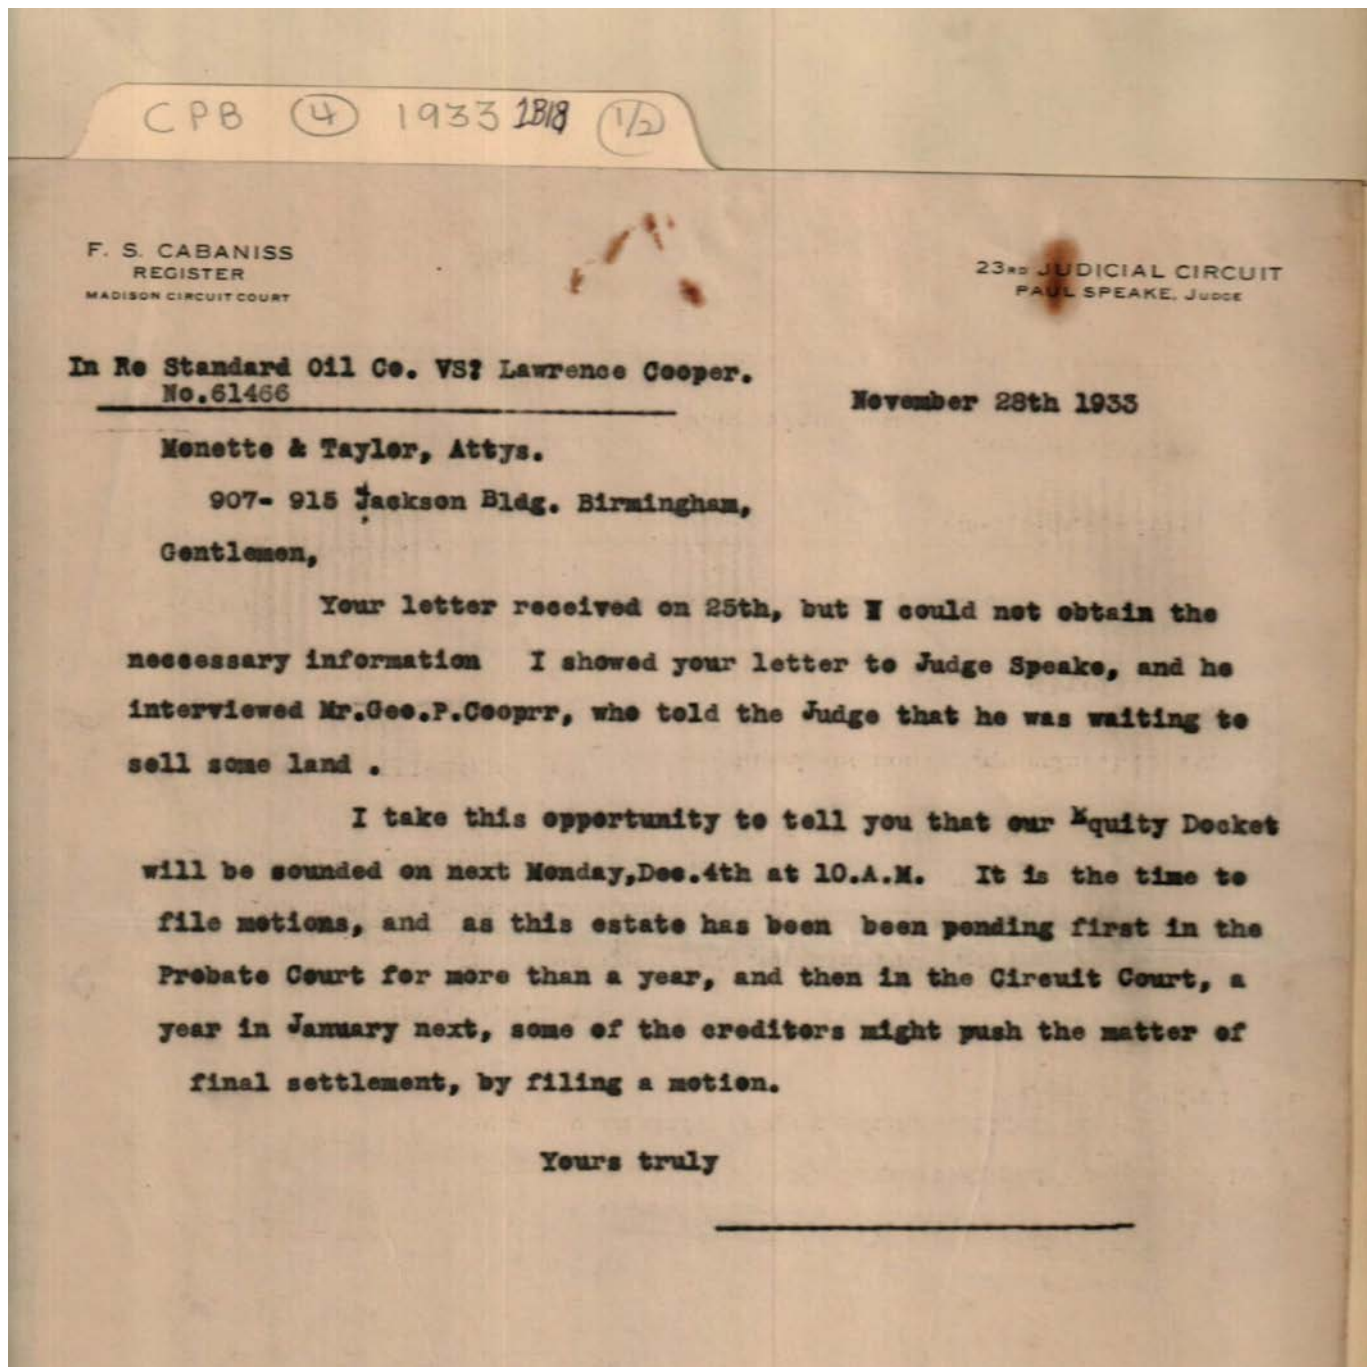 CPB 4 1933 1B18 1/2
F. S. CABANISS
REGISTER
MADISON CIRCUIT COURT
23RD JUDICIAL CIRCUIT
PAUL SPEAKE, JUDGE
In Re Standard Oil Co. VS? Lawrence Cooper.
No.61466
November 28th 1933
Monette & Taylor, Attys.
907- 915 Jackson Bldg. Birmingham,
Gentlemen,
Your letter received on 25th, but I could not obtain the
necessary information I showed your letter to Judge Speake, and he
interviewed Mr.Geo.P.Cooprr, who told the Judge that he was waiting to
sell some land .
I take this opportunity to tell you that our Equity Docket
will be sounded on next Monday,Dec.4th at 10.A.M. It is the time to
file motions, and as this estate has been been pending first in the
Probate Court for more than a year, and then in the Circuit Court, a
year in January next, some of the creditors might push the matter of
final settlement, by filing a motion.
Yours truly